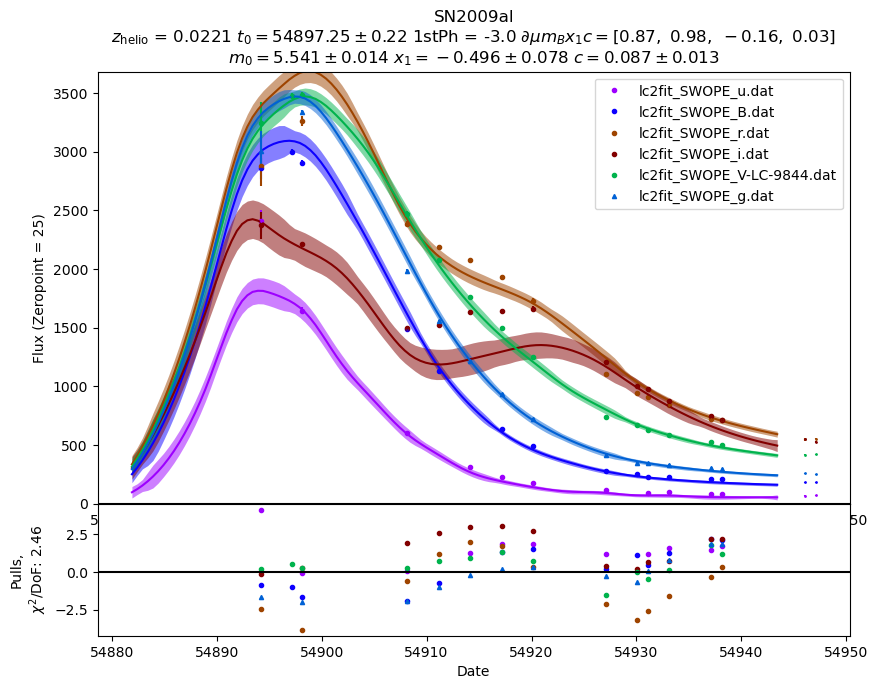 SN2009al
z_helio = 0.0221 t_0 = 54897.25 ± 0.22 1stPh = -3.0 ∂μm_Bx_1c = [0.87, 0.98, −0.16, 0.03]
m_0 = 5.541 ± 0.014 x_1 = −0.496 ± 0.078 c = 0.087 ± 0.013
Flux (Zeropoint = 25)
3500
3000
2500
2000
1500
1000
500
0
lc2fit_SWOPE_u.dat
lc2fit_SWOPE_B.dat
lc2fit_SWOPE_r.dat
lc2fit_SWOPE_i.dat
lc2fit_SWOPE_V-LC-9844.dat
lc2fit_SWOPE_g.dat
Pulls,
χ²/DoF: 2.46
2.5
0.0
−2.5
54880 54890 54900 54910 54920 54930 54940 54950
Date